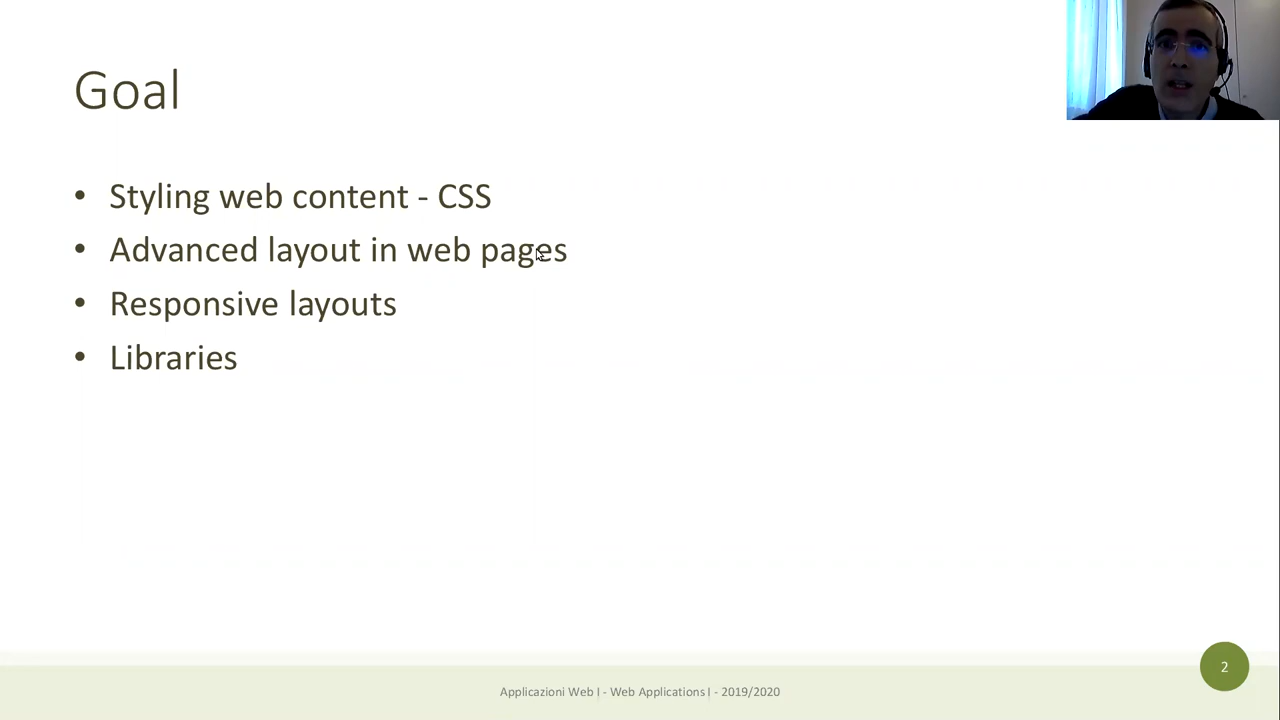 Goal
• Styling web content - CSS
• Advanced layout in web pages
• Responsive layouts
• Libraries
Applicazioni Web I - Web Applications I - 2019/2020
2